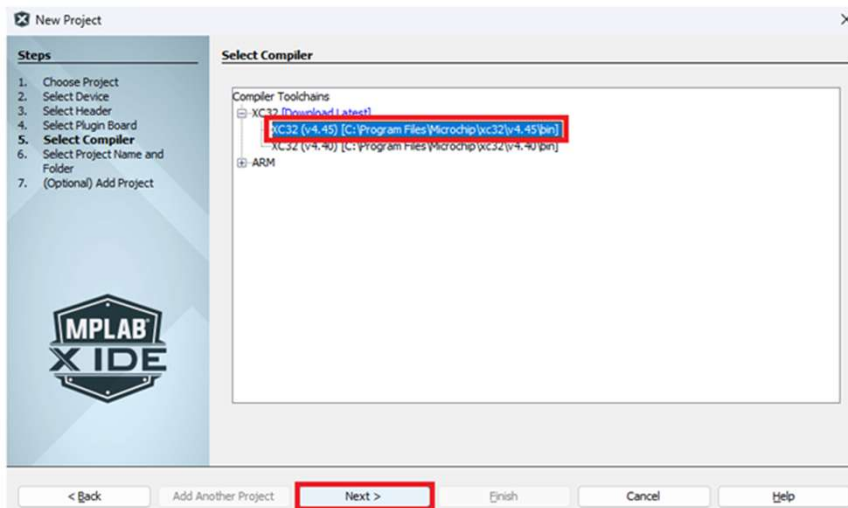 New Project
Steps
1. Choose Project
2. Select Device
3. Select Header
4. Select Plugin Board
5. Select Compiler
6. Select Project Name and
Folder
7. (Optional) Add Project
MPLAB
X IDE
Select Compiler
Compiler Toolchains
XC32 [Download Latest]
XC32 (v4.45) [C:\Program Files\Microchip\xc32\v4.45\bin]
XC32 (v4.40) [C:\Program Files\Microchip\xc32\v4.40\bin]
ARM
< Back
Add Another Project
Next >
Finish
Cancel
Help